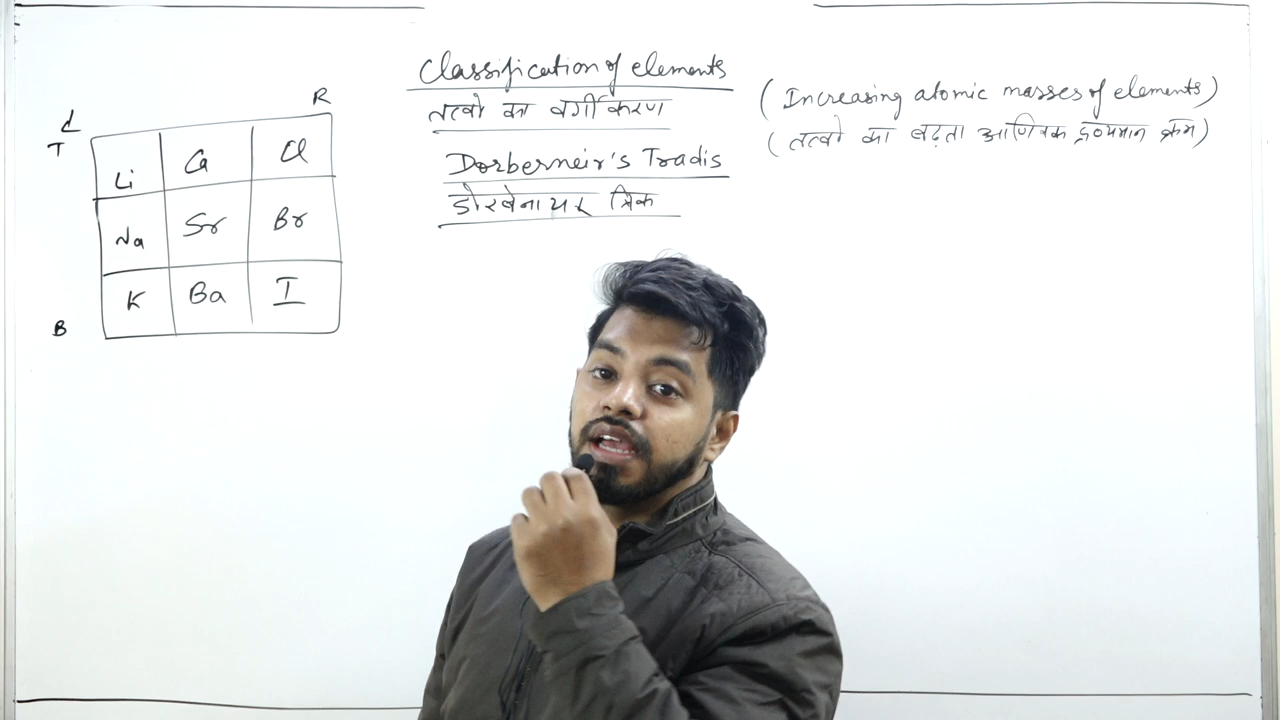 Classification of elements
तत्वो का वर्गीकरण
(Increasing atomic masses of elements)
(तत्वो का बढ़ता आणविक द्रव्यमान क्रम)
Dorberneir's Tradis
डोरबेनायर त्रिक
R
L
T
Li Ca Cl
Na Sr Br
K Ba I
B